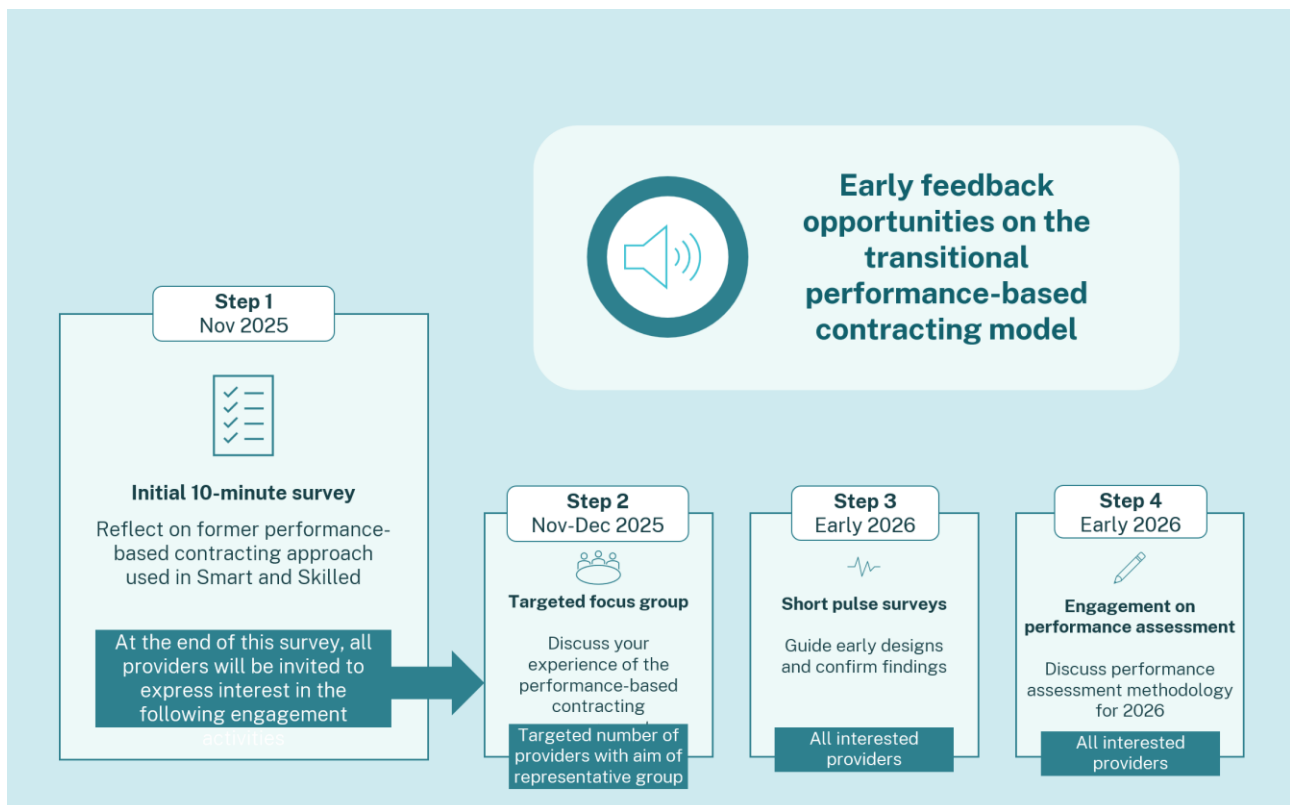 Early feedback
opportunities on the
transitional
performance-based
contracting model
Step 1
Nov 2025
Initial 10-minute survey
Reflect on former performance-
based contracting approach
used in Smart and Skilled
At the end of this survey, all
providers will be invited to
express interest in the
following engagement
activities
Step 2
Nov-Dec 2025
Targeted focus group
Discuss your
experience of the
performance-based
contracting
Targeted number of
providers with aim of
representative group
Step 3
Early 2026
Short pulse surveys
Guide early designs
and confirm findings
All interested
providers
Step 4
Early 2026
Engagement on
performance assessment
Discuss performance
assessment methodology
for 2026
All interested
providers